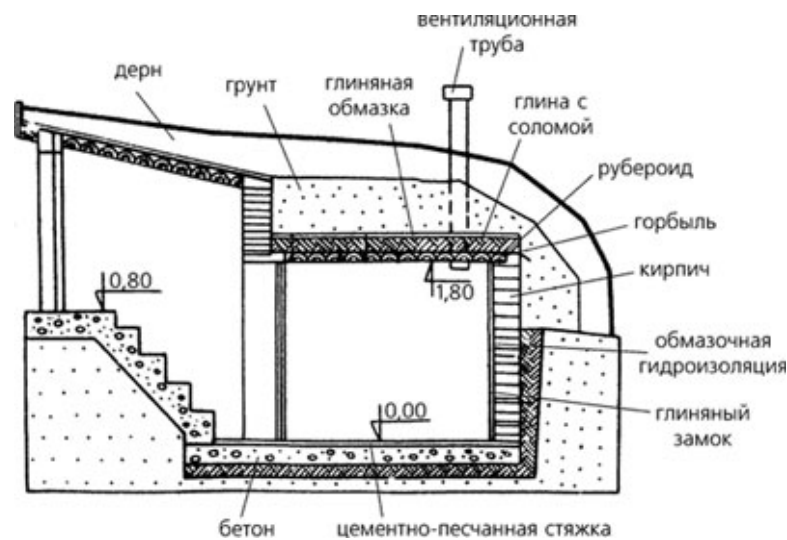 вентиляционная
труба
дерн
грунт
глиняная
обмазка
глина с
соломой
рубероид
горбыль
кирпич
0,80
1,80
обмазочная
гидроизоляция
глиняный
замок
0,00
бетон
цементно-песчанная стяжка